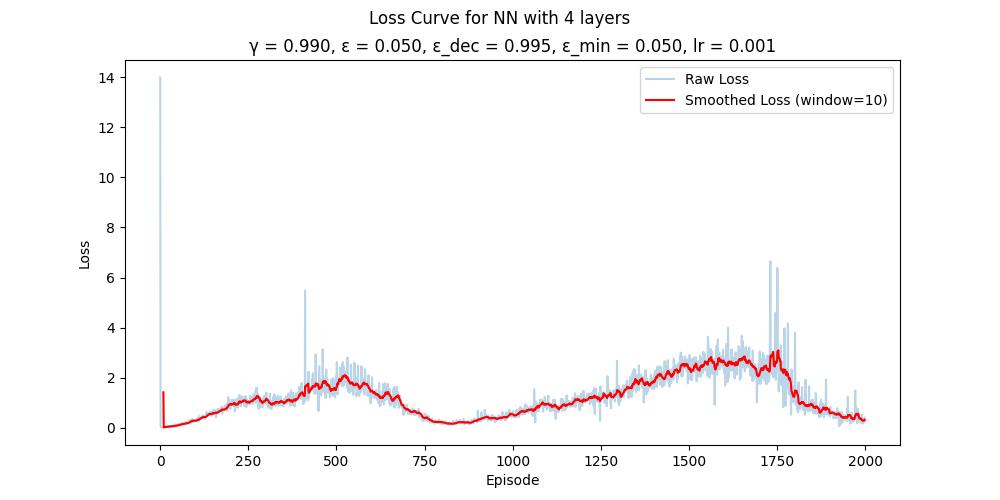 Loss Curve for NN with 4 layers
γ = 0.990, ε = 0.050, ε_dec = 0.995, ε_min = 0.050, lr = 0.001
Raw Loss
Smoothed Loss (window=10)
14
12
10
8
6
4
2
0
Loss
0 250 500 750 1000 1250 1500 1750 2000
Episode